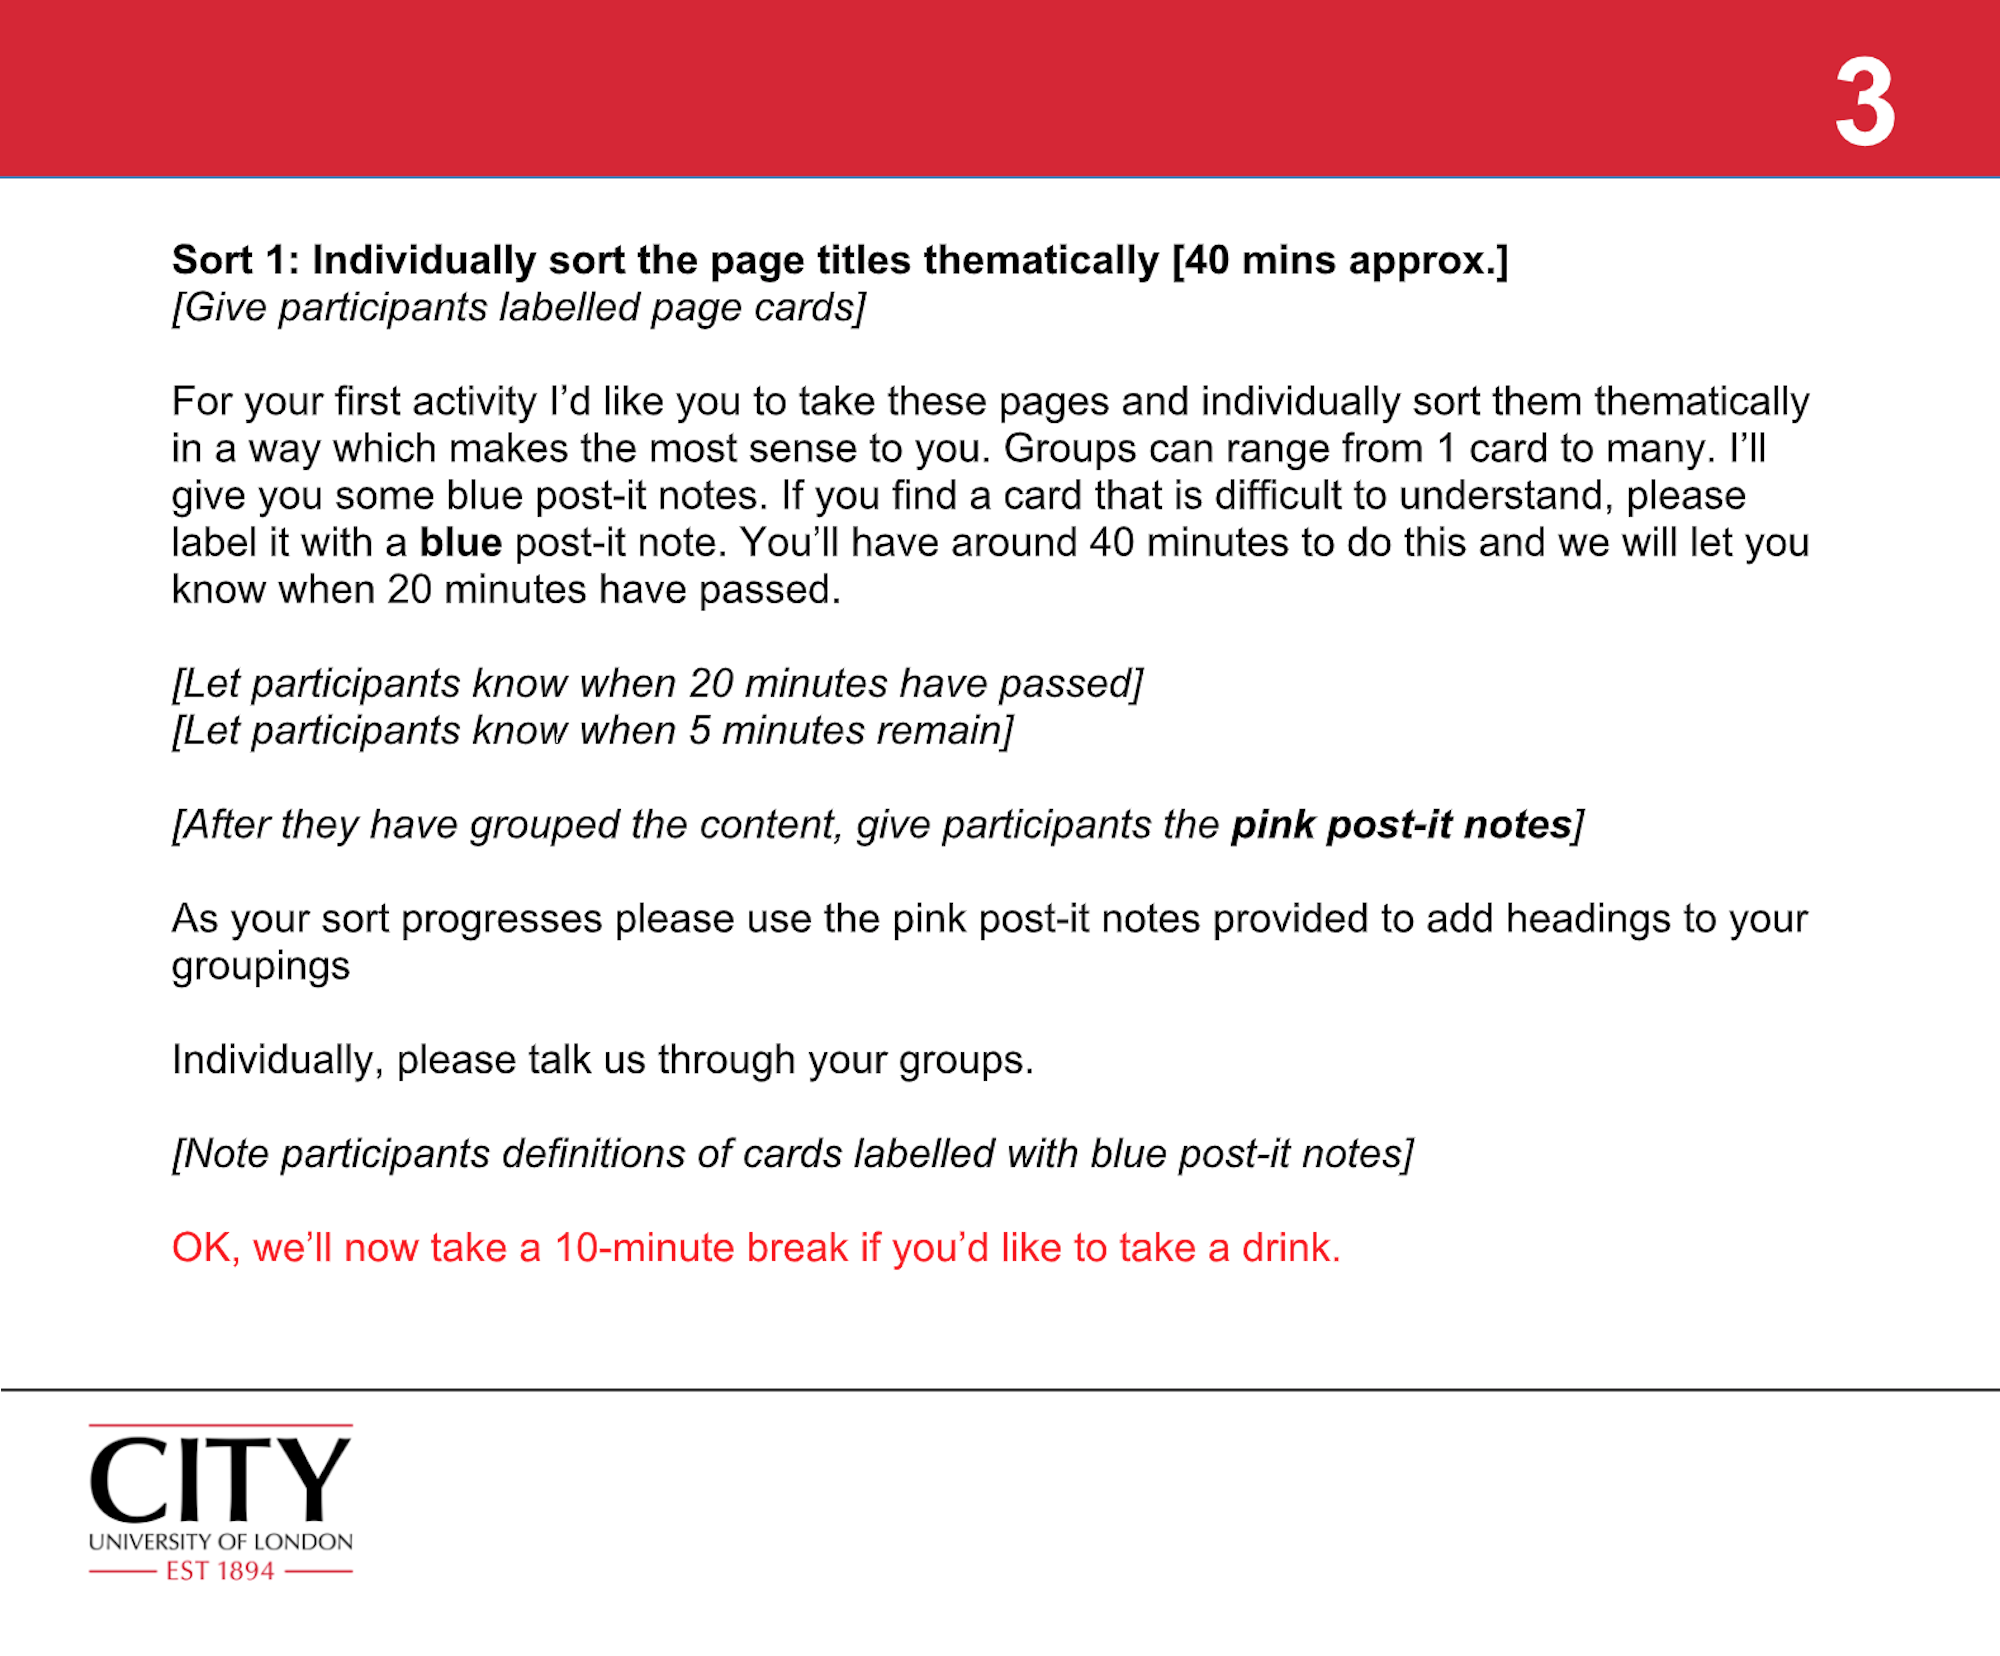 3
Sort 1: Individually sort the page titles thematically [40 mins approx.]
[Give participants labelled page cards]
For your first activity I’d like you to take these pages and individually sort them thematically
in a way which makes the most sense to you. Groups can range from 1 card to many. I’ll
give you some blue post-it notes. If you find a card that is difficult to understand, please
label it with a blue post-it note. You’ll have around 40 minutes to do this and we will let you
know when 20 minutes have passed.
[Let participants know when 20 minutes have passed]
[Let participants know when 5 minutes remain]
[After they have grouped the content, give participants the pink post-it notes]
As your sort progresses please use the pink post-it notes provided to add headings to your
groupings
Individually, please talk us through your groups.
[Note participants definitions of cards labelled with blue post-it notes]
OK, we’ll now take a 10-minute break if you’d like to take a drink.
CITY
UNIVERSITY OF LONDON
EST 1894